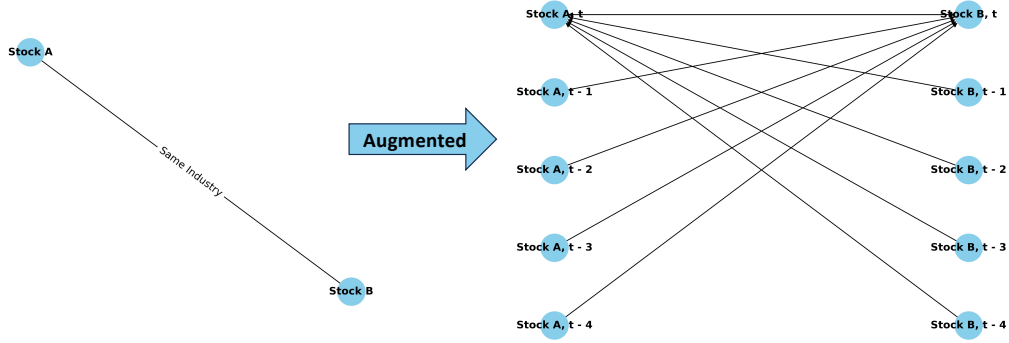 Stock A
Same Industry
Stock B
Augmented
Stock A, t
Stock B, t
Stock A, t - 1
Stock B, t - 1
Stock A, t - 2
Stock B, t - 2
Stock A, t - 3
Stock B, t - 3
Stock A, t - 4
Stock B, t - 4